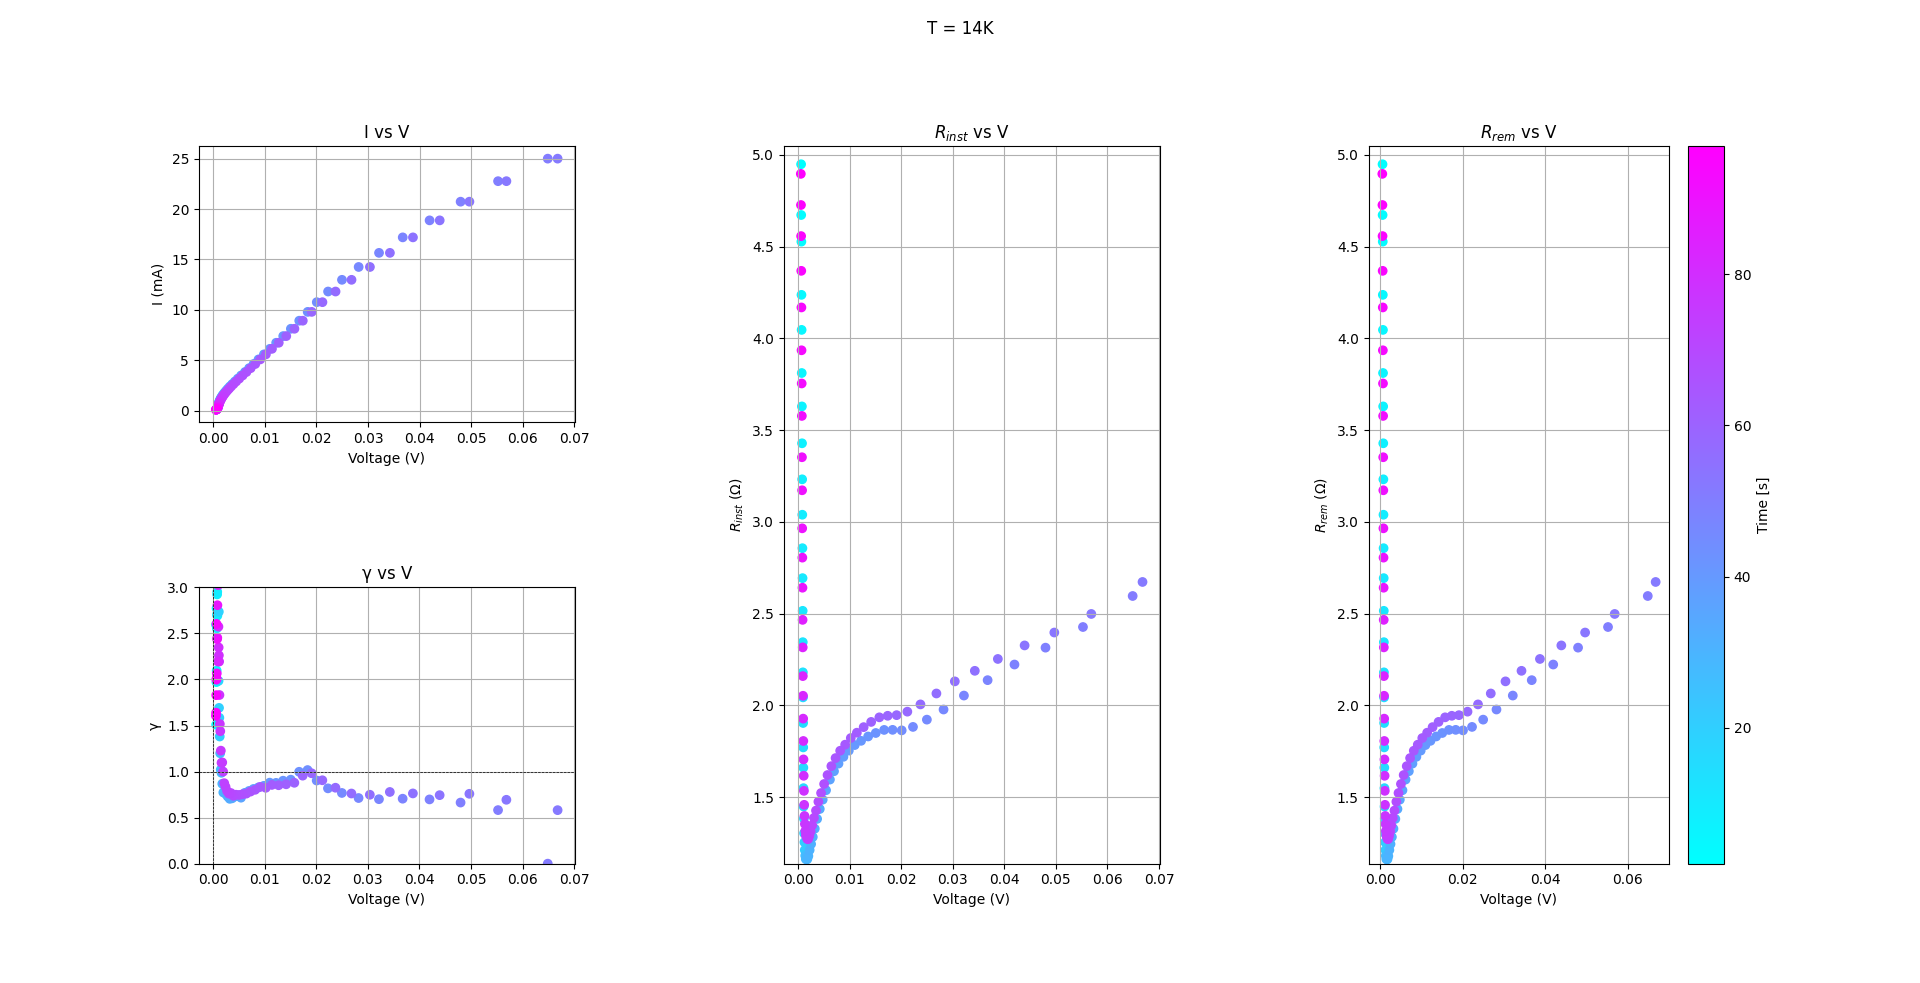 T = 14K
I vs V
I (mA)
25
20
15
10
5
0
0.00 0.01 0.02 0.03 0.04 0.05 0.06 0.07
Voltage (V)
γ vs V
γ
3.0
2.5
2.0
1.5
1.0
0.5
0.0
0.00 0.01 0.02 0.03 0.04 0.05 0.06 0.07
Voltage (V)
R_inst vs V
R_inst (Ω)
5.0
4.5
4.0
3.5
3.0
2.5
2.0
1.5
0.00 0.01 0.02 0.03 0.04 0.05 0.06 0.07
Voltage (V)
R_rem vs V
R_rem (Ω)
5.0
4.5
4.0
3.5
3.0
2.5
2.0
1.5
0.00 0.02 0.04 0.06
Voltage (V)
80
60
40
20
Time [s]